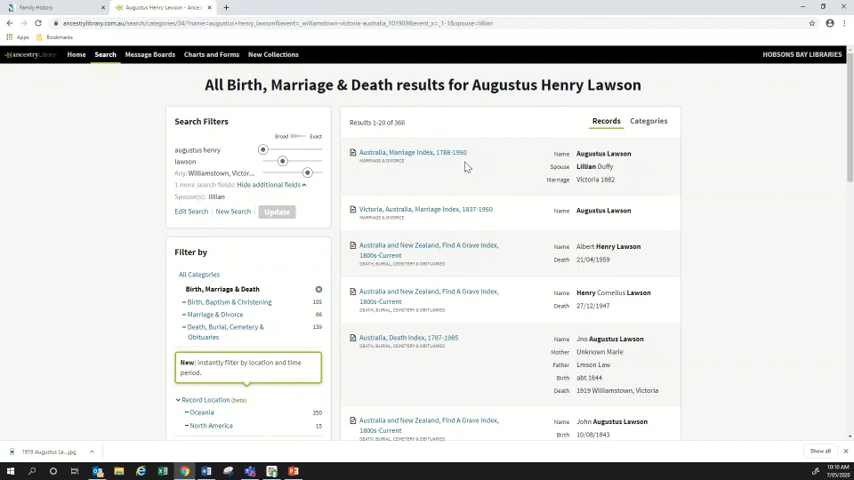 Family History
Augustus Henry Lawson - Ancest
ancestrylibrary.com.au/search/categories/34/?name=augustus+henry_lawson&event=_williamstown-victoria-australia_101909&event_x=_1-1&spouse=lillian
Apps
Bookmarks
ancestryLibrary
Home
Search
Message Boards
Charts and Forms
New Collections
HOBSONS BAY LIBRARIES
All Birth, Marriage & Death results for Augustus Henry Lawson
Search Filters
Broad
Exact
augustus henry
lawson
Any: Williamstown, Victor...
1 more search fields: Hide additional fields
Spouse(s): lillian
Edit Search
New Search
Update
Filter by
All Categories
Birth, Marriage & Death
Birth, Baptism & Christening 105
Marriage & Divorce 66
Death, Burial, Cemetery & Obituaries 139
New: instantly filter by location and time
period.
Record Location (beta)
Oceania 350
North America 15
Results 1-20 of 366
Records
Categories
Australia, Marriage Index, 1788-1950
MARRIAGE & DIVORCE
Name Augustus Lawson
Spouse Lillian Duffy
Marriage Victoria 1882
Victoria, Australia, Marriage Index, 1837-1950
MARRIAGE & DIVORCE
Name Augustus Lawson
Australia and New Zealand, Find A Grave Index,
1800s-Current
DEATH, BURIAL, CEMETERY & OBITUARIES
Name Albert Henry Lawson
Death 21/04/1959
Australia and New Zealand, Find A Grave Index,
1800s-Current
DEATH, BURIAL, CEMETERY & OBITUARIES
Name Henry Cornelius Lawson
Death 27/12/1947
Australia, Death Index, 1787-1985
DEATH, BURIAL, CEMETERY & OBITUARIES
Name Jno Augustus Lawson
Mother Unknown Marie
Father Lmson Law
Birth abt 1844
Death 1919 Williamstown, Victoria
Australia and New Zealand, Find A Grave Index,
1800s-Current
DEATH, BURIAL, CEMETERY & OBITUARIES
Name John Augustus Lawson
Birth 10/08/1843
1919 Augustus La....jpg
Show all
10:10 AM
7/05/2020